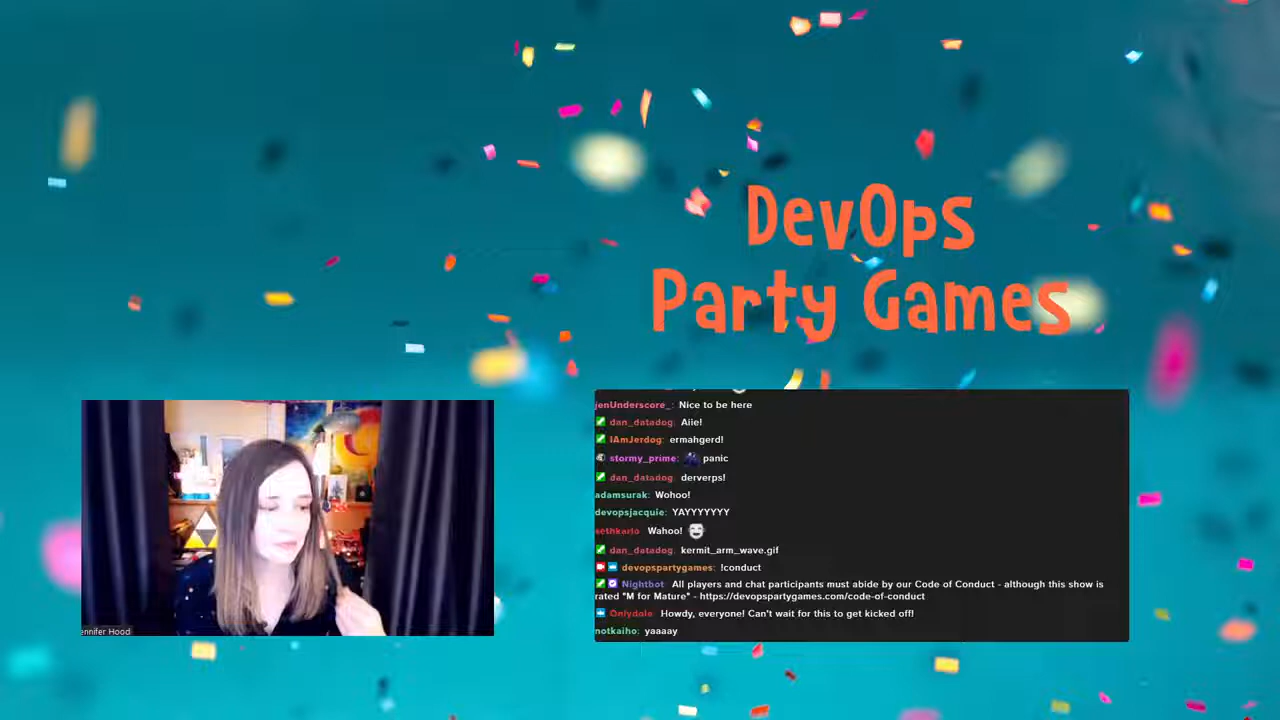 DevOps
Party Games
jenUnderscore_: Nice to be here
dan_datadog: Aiie!
IAmJerdog: ermahgerd!
stormy_prime: panic
dan_datadog: derverps!
adamsurak: Wohoo!
devopsjacquie: YAYYYYYYY
sethkarlo Wahoo!
dan_datadog: kermit_arm_wave.gif
devopspartygames: !conduct
Nightbot: All players and chat participants must abide by our Code of Conduct - although this show is
rated "M for Mature" - https://devopspartygames.com/code-of-conduct
Onlydole: Howdy, everyone! Can't wait for this to get kicked off!
notkaiho: yaaaay
ennifer Hood